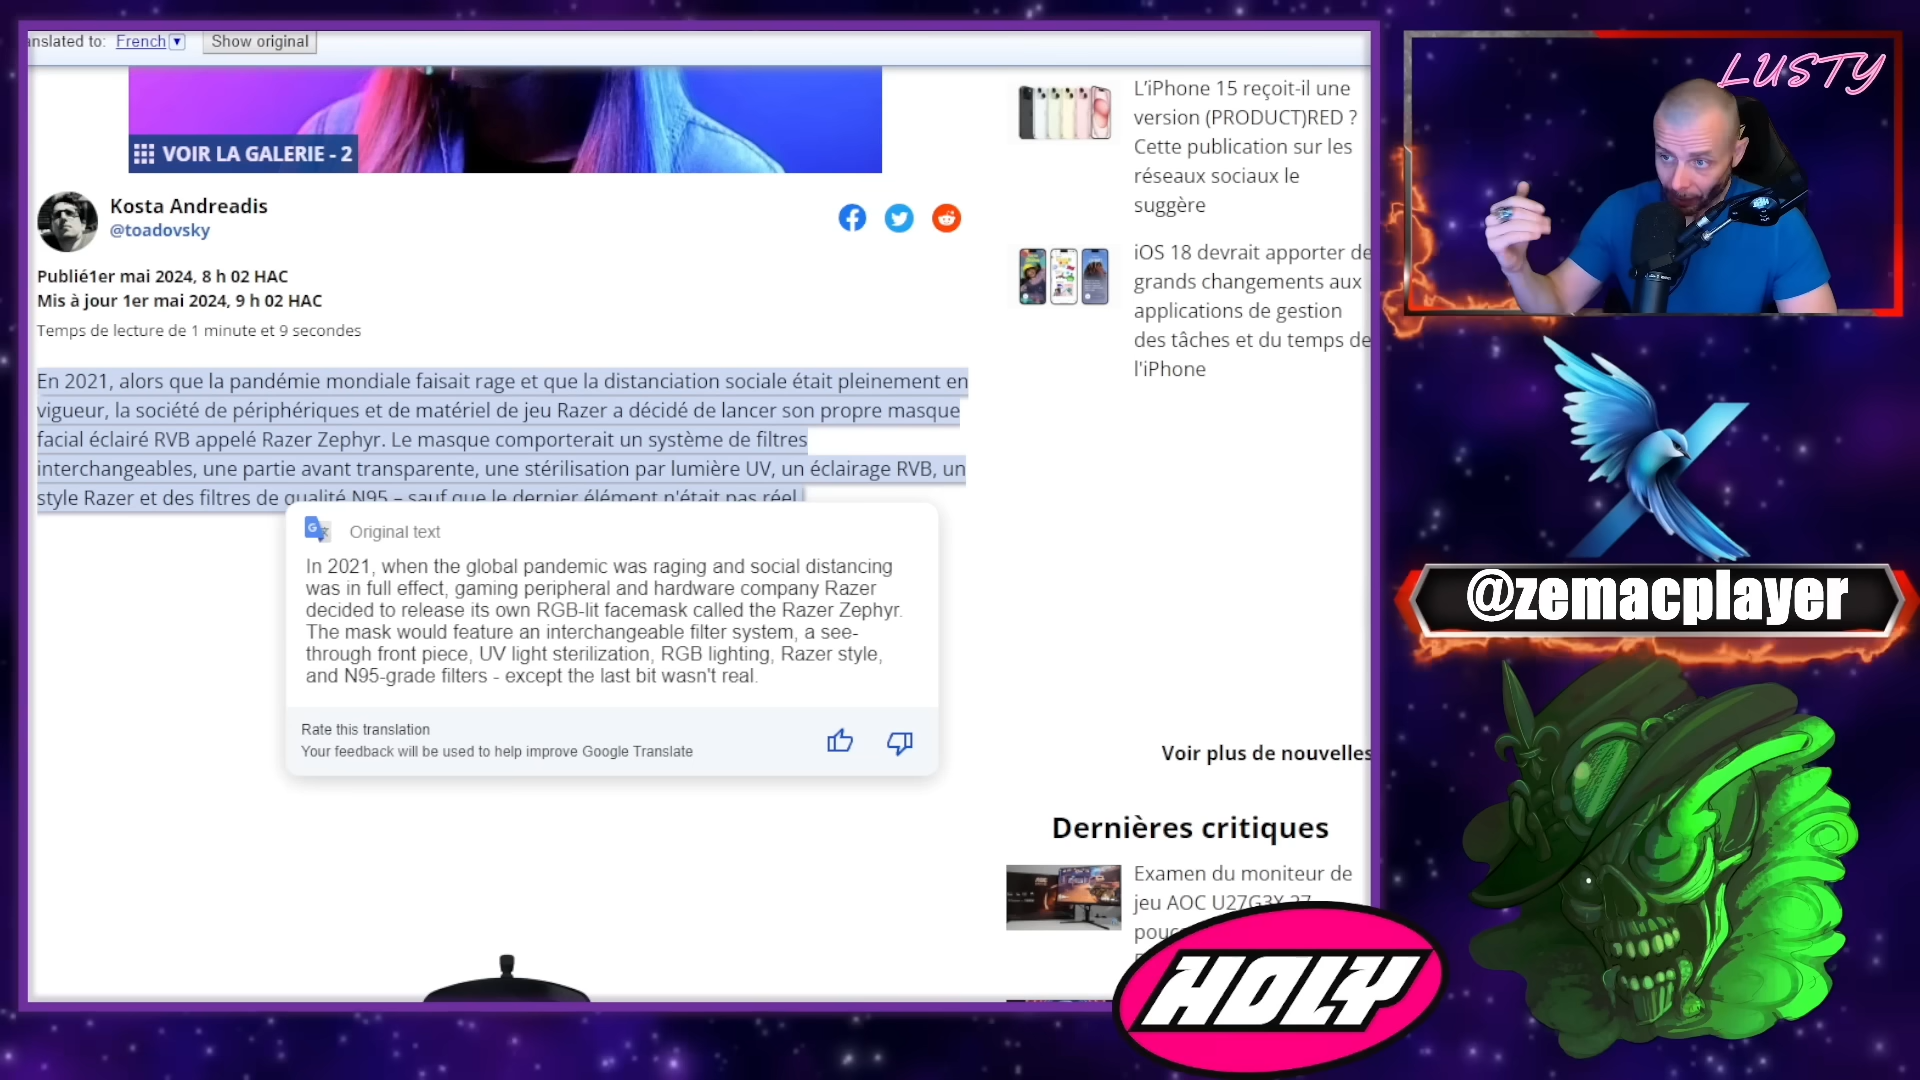 anslated to: French ▼ Show original
VOIR LA GALERIE - 2
Kosta Andreadis
@toadovsky
Publié1er mai 2024, 8 h 02 HAC
Mis à jour 1er mai 2024, 9 h 02 HAC
Temps de lecture de 1 minute et 9 secondes
En 2021, alors que la pandémie mondiale faisait rage et que la distanciation sociale était pleinement en
vigueur, la société de périphériques et de matériel de jeu Razer a décidé de lancer son propre masque
facial éclairé RVB appelé Razer Zephyr. Le masque comporterait un système de filtres
interchangeables, une partie avant transparente, une stérilisation par lumière UV, un éclairage RVB, un
style Razer et des filtres de qualité N95 – sauf que le dernier élément n'était pas réel.
Original text
In 2021, when the global pandemic was raging and social distancing
was in full effect, gaming peripheral and hardware company Razer
decided to release its own RGB-lit facemask called the Razer Zephyr.
The mask would feature an interchangeable filter system, a see-
through front piece, UV light sterilization, RGB lighting, Razer style,
and N95-grade filters - except the last bit wasn't real.
Rate this translation
Your feedback will be used to help improve Google Translate
L'iPhone 15 reçoit-il une
version (PRODUCT)RED ?
Cette publication sur les
réseaux sociaux le
suggère
iOS 18 devrait apporter de
grands changements aux
applications de gestion
des tâches et du temps de
l'iPhone
Voir plus de nouvelles
Dernières critiques
Examen du moniteur de
jeu AOC U27G3X 27
pouc
HOLY
LUSTY
@zemacplayer